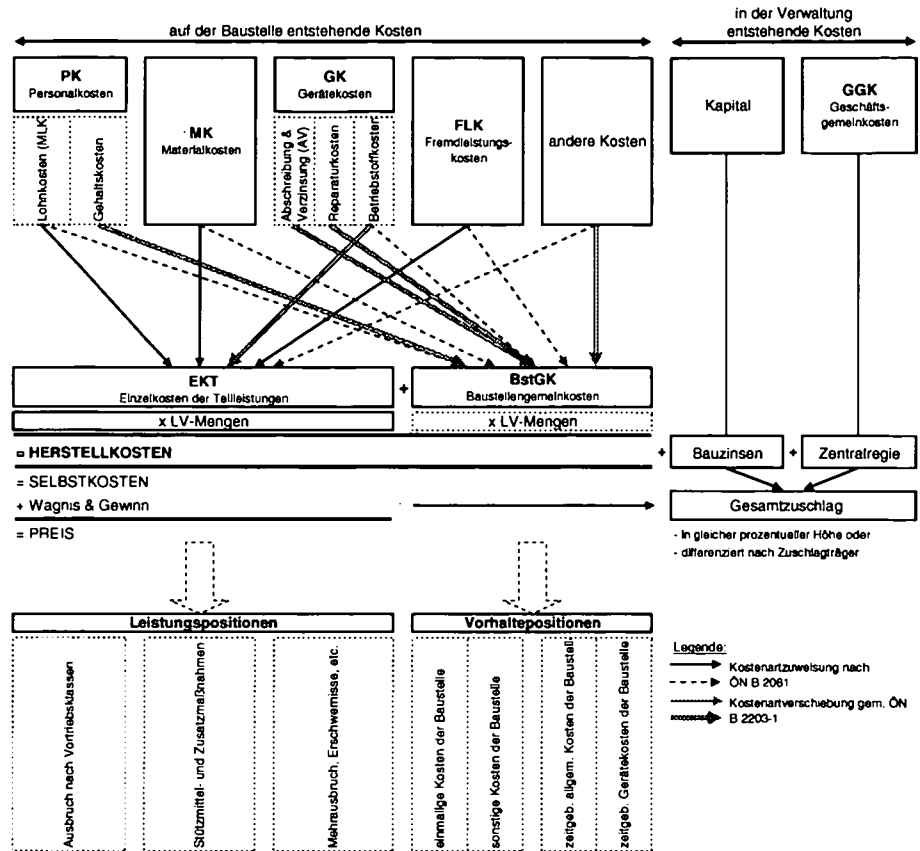 auf der Baustelle entstehende Kosten
in der Verwaltung
entstehende Kosten
PK
Personalkosten
Lohnkosten (MLK)
Gehaltskosten
MK
Materialkosten
GK
Gerätekosten
Abschreibung &
Verzinsung (AV)
Reparaturkosten
Betriebstoffkosten
FLK
Fremdleistungs-
kosten
andere Kosten
Kapital
GGK
Geschäfts-
gemeinkosten
EKT
Einzelkosten der Teilleistungen
+
BstGK
Baustellengemeinkosten
x LV-Mengen
x LV-Mengen
= HERSTELLKOSTEN
+
Bauzinsen
+
Zentralregie
= SELBSTKOSTEN
+ Wagnis & Gewinn
Gesamtzuschlag
= PREIS
- in gleicher prozentueller Höhe oder
- differenziert nach Zuschlagträger
Leistungspositionen
Vorhaltepositionen
Ausbruch nach Vortriebsklassen
Stützmittel- und Zusatzmaßnahmen
Mehrausbruch, Erschwernisse, etc.
einmalige Kosten der Baustelle
sonstige Kosten der Baustelle
zeitgeb. allgem. Kosten der Baustell
zeitgeb. Gerätekosten der Baustelle
Legende:
Kostenartzuweisung nach
ÖN B 2061
Kostenartverschiebung gem. ÖN
B 2203-1